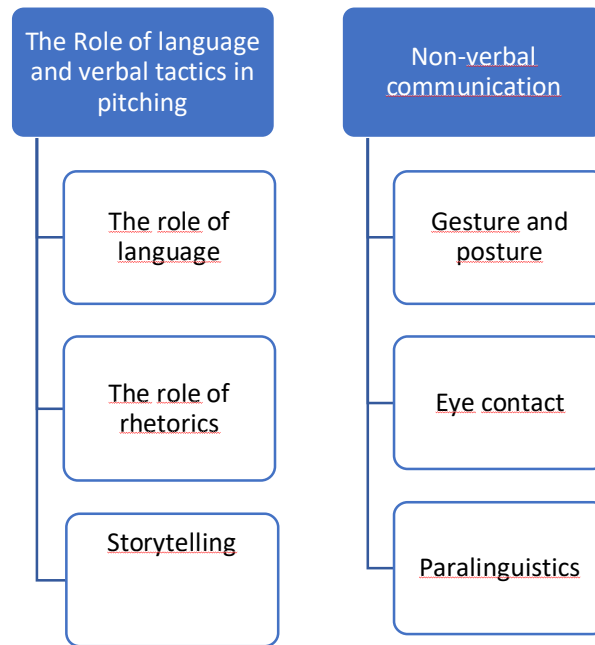 The Role of language
and verbal tactics in
pitching
The role of
language
The role of
rhetorics
Storytelling
Non-verbal
communication
Gesture and
posture
Eye contact
Paralinguistics